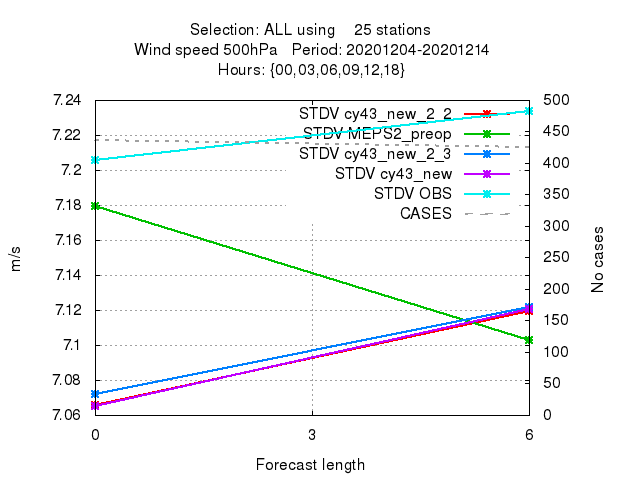 Selection: ALL using    25 stations
Wind speed 500hPa   Period: 20201204-20201214
Hours: {00,03,06,09,12,18}
7.24
7.22
7.2
7.18
7.16
7.14
7.12
7.1
7.08
7.06
m/s
STDV cy43_new_2_2
STDV MEPS2_preop
STDV cy43_new_2_3
STDV cy43_new
STDV OBS
CASES
500
450
400
350
300
250
200
150
100
50
0
No cases
0 3 6
Forecast length